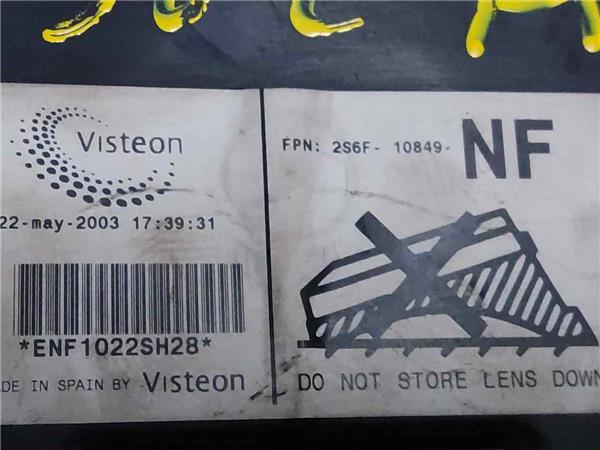 Visteon
22-may-2003 17:39:31
*ENF1022SH28*
ADE IN SPAIN BY Visteon
FPN: 2S6F- 10849- NF
DO NOT STORE LENS DOWN